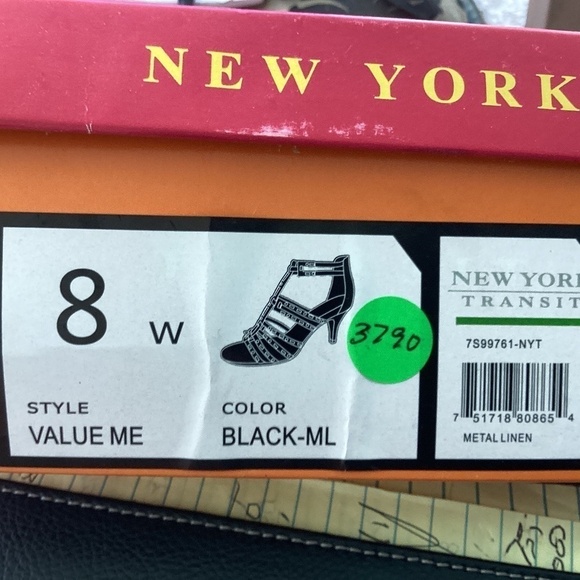 NEW YORK
8 W
3790
STYLE
VALUE ME
COLOR
BLACK-ML
NEW YOR
TRANSIT
7S99761-NYT
7 51718 80865 4
METAL LINEN